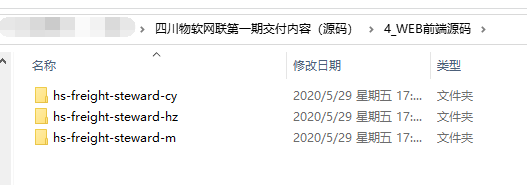 四川物软网联第一期交付内容（源码） › 4_WEB前端源码 ›
名称 修改日期 类型
hs-freight-steward-cy 2020/5/29 星期五 17:... 文件夹
hs-freight-steward-hz 2020/5/29 星期五 17:... 文件夹
hs-freight-steward-m 2020/5/29 星期五 17:... 文件夹